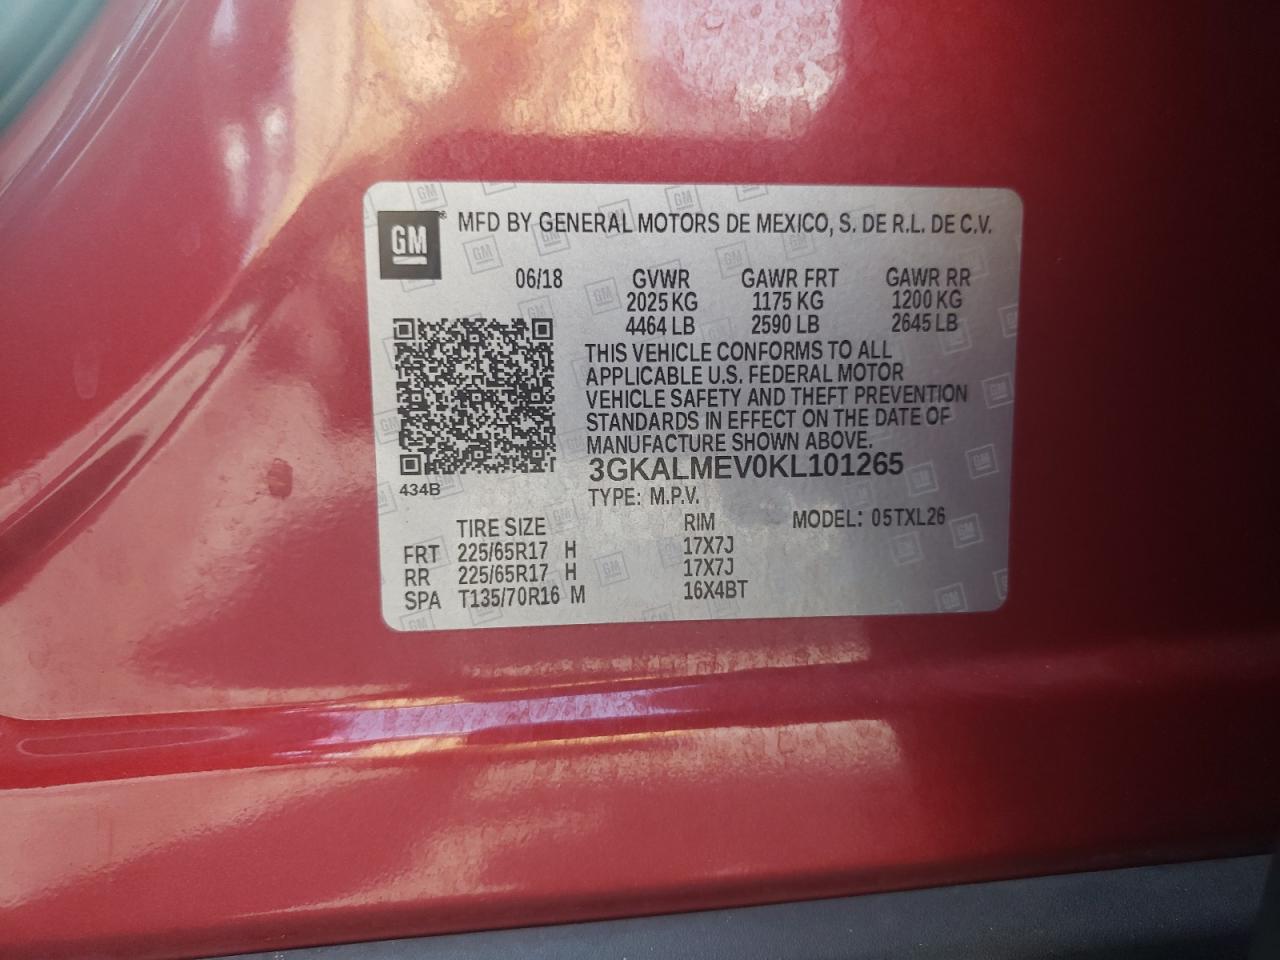 GM® MFD BY GENERAL MOTORS DE MEXICO, S. DE R.L. DE C.V.
06/18 GVWR GAWR FRT GAWR RR
2025 KG 1175 KG 1200 KG
4464 LB 2590 LB 2645 LB
THIS VEHICLE CONFORMS TO ALL
APPLICABLE U.S. FEDERAL MOTOR
VEHICLE SAFETY AND THEFT PREVENTION
STANDARDS IN EFFECT ON THE DATE OF
MANUFACTURE SHOWN ABOVE.
3GKALMEV0KL101265
434B
TYPE: M.P.V.
TIRE SIZE RIM MODEL: 05TXL26
FRT 225/65R17 H 17X7J
RR 225/65R17 H 17X7J
SPA T135/70R16 M 16X4BT